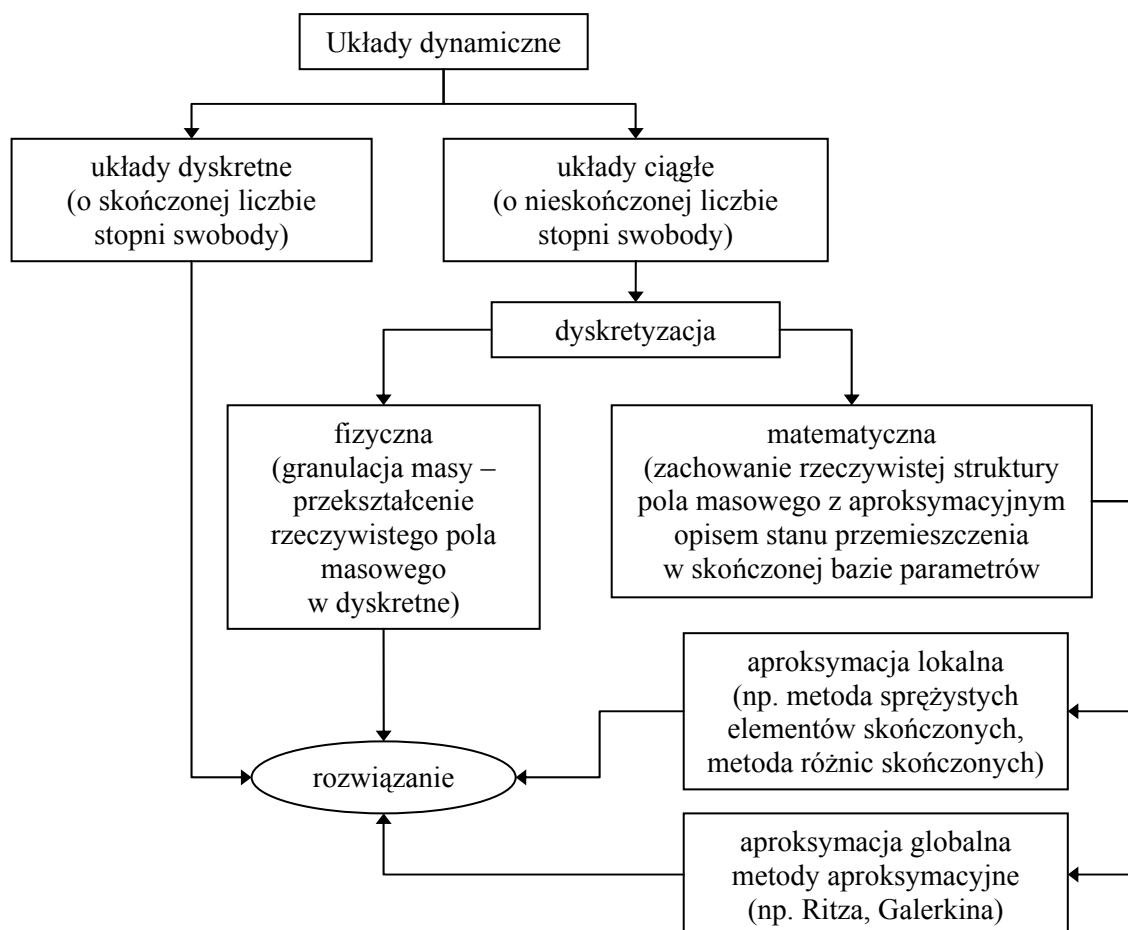 Układy dynamiczne
układy dyskretne
(o skończonej liczbie
stopni swobody)
układy ciągłe
(o nieskończonej liczbie
stopni swobody)
dyskretyzacja
fizyczna
(granulacja masy –
przekształcenie
rzeczywistego pola
masowego
w dyskretne)
matematyczna
(zachowanie rzeczywistej struktury
pola masowego z aproksymacyjnym
opisem stanu przemieszczenia
w skończonej bazie parametrów
aproksymacja lokalna
(np. metoda sprężystych
elementów skończonych,
metoda różnic skończonych)
rozwiązanie
aproksymacja globalna
metody aproksymacyjne
(np. Ritza, Galerkina)